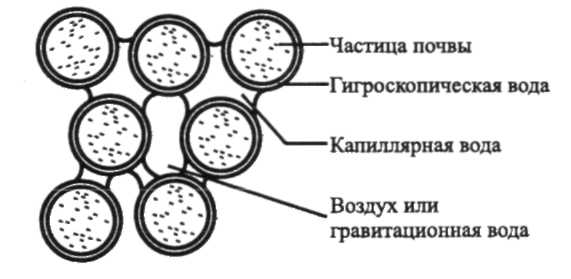 Частица почвы
Гигроскопическая вода
Капиллярная вода
Воздух или
гравитационная вода